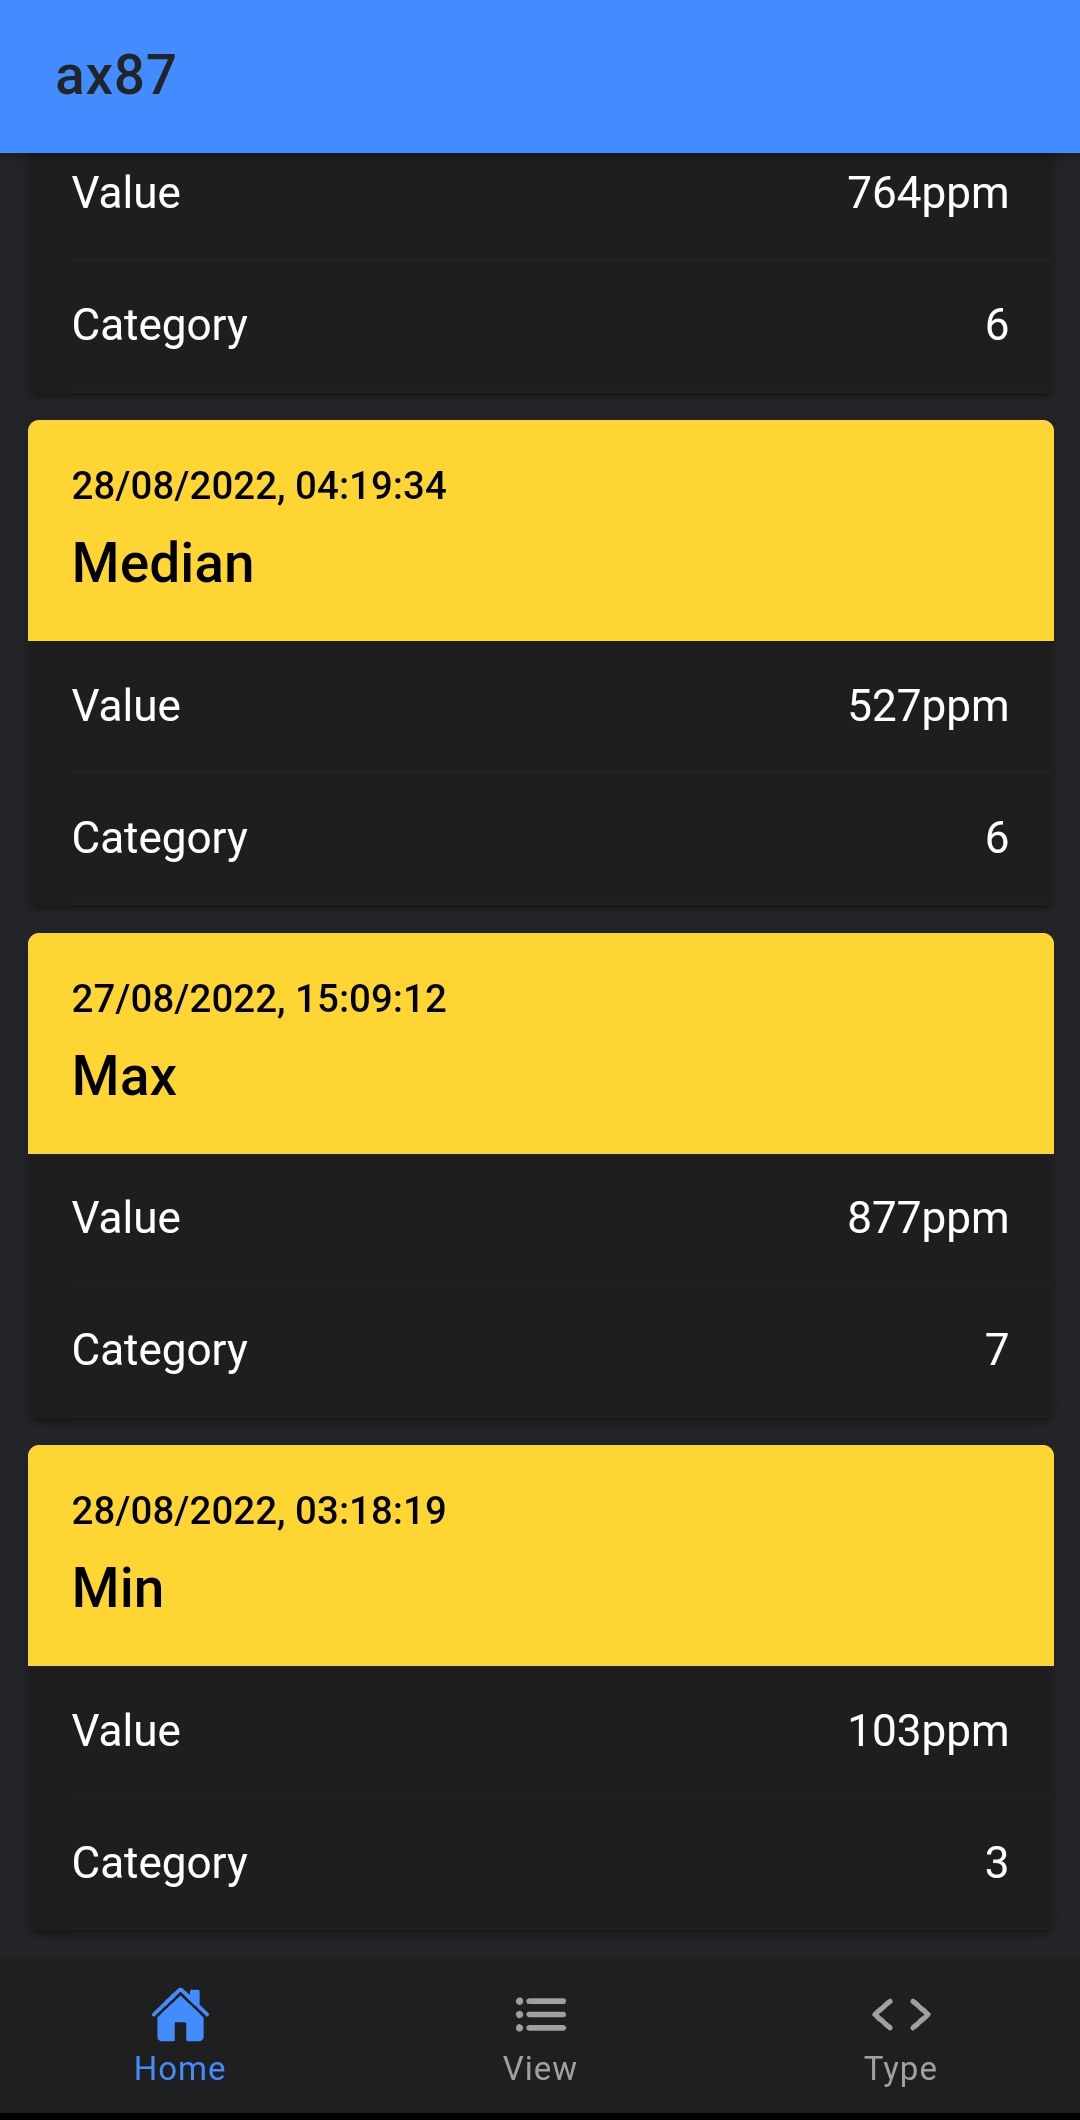 ax87
Value 764ppm
Category 6
28/08/2022, 04:19:34
Median
Value 527ppm
Category 6
27/08/2022, 15:09:12
Max
Value 877ppm
Category 7
28/08/2022, 03:18:19
Min
Value 103ppm
Category 3
Home View Type